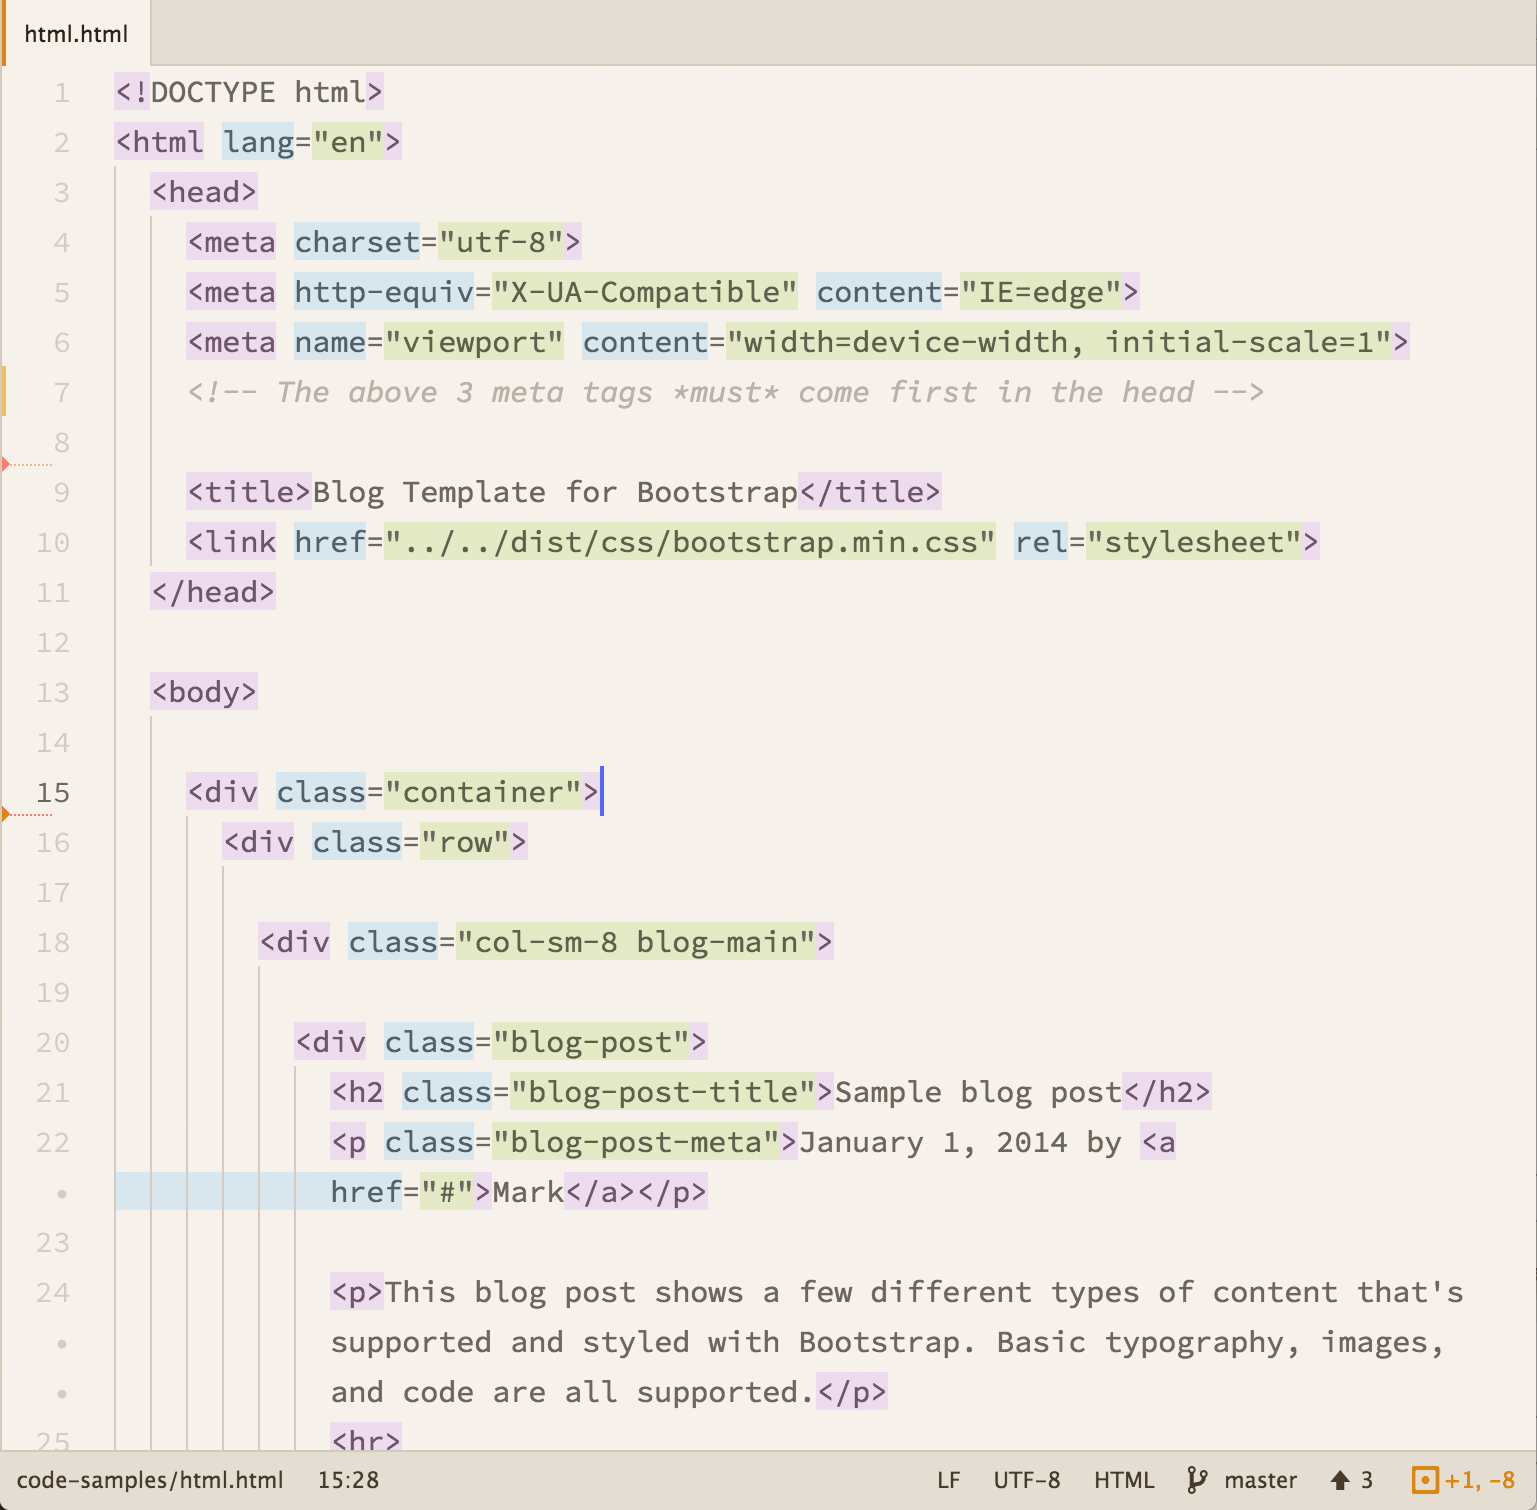 html.html
1 <!DOCTYPE html>
2 <html lang="en">
3 <head>
4 <meta charset="utf-8">
5 <meta http-equiv="X-UA-Compatible" content="IE=edge">
6 <meta name="viewport" content="width=device-width, initial-scale=1">
7 <!-- The above 3 meta tags *must* come first in the head -->
8
9 <title>Blog Template for Bootstrap</title>
10 <link href="../../dist/css/bootstrap.min.css" rel="stylesheet">
11 </head>
12
13 <body>
14
15 <div class="container">
16 <div class="row">
17
18 <div class="col-sm-8 blog-main">
19
20 <div class="blog-post">
21 <h2 class="blog-post-title">Sample blog post</h2>
22 <p class="blog-post-meta">January 1, 2014 by <a
• href="#">Mark</a></p>
23
24 <p>This blog post shows a few different types of content that's
• supported and styled with Bootstrap. Basic typography, images,
• and code are all supported.</p>
25 <hr>
code-samples/html.html 15:28 LF UTF-8 HTML master 3 +1, -8